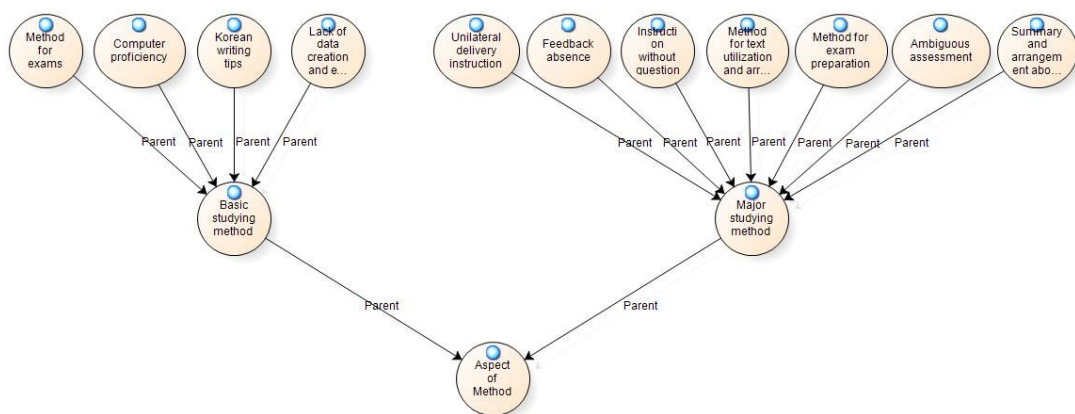 Method
for
exams
Computer
proficiency
Korean
writing
tips
Lack of
data
creation
and e...
Unilateral
delivery
instruction
Feedback
absence
Instructi
on
without
question
Method
for text
utilization
and arr...
Method for
exam
preparation
Ambiguous
assessment
Summary
and
arrangem
ent abo...
Parent
Parent
Parent
Parent
Parent
Parent
Parent
Parent
Parent
Parent
Parent
Basic
studying
method
Major
studying
method
Parent
Parent
Aspect
of
Method